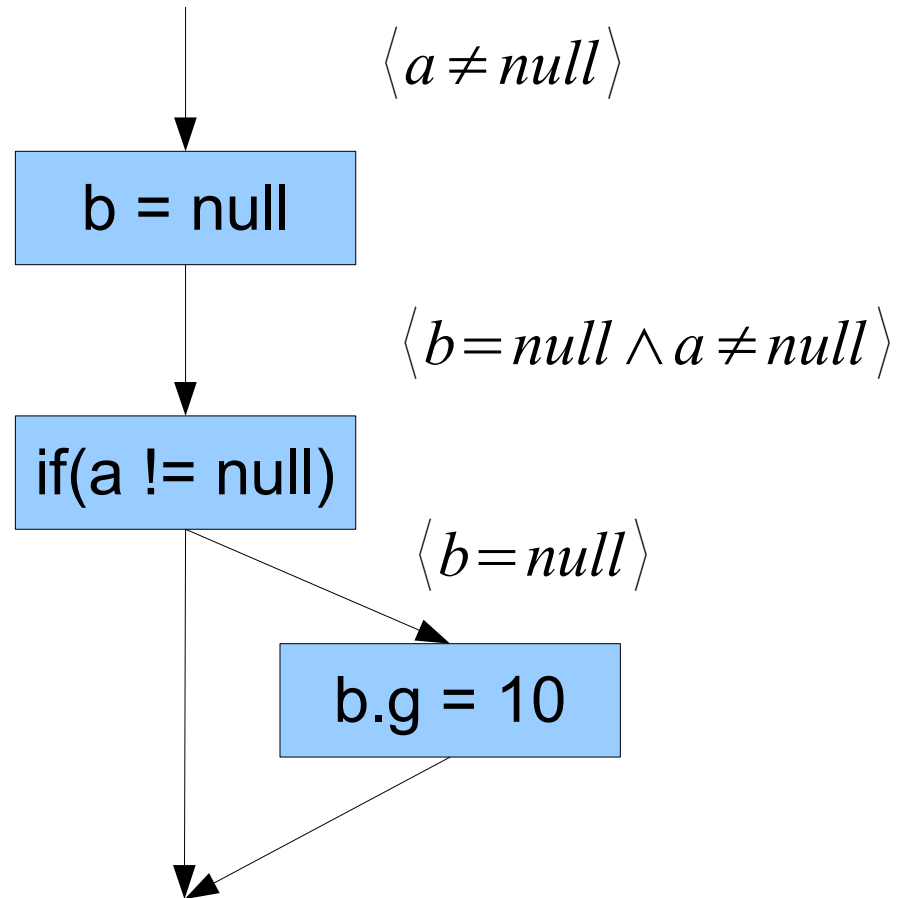 ⟨a≠null⟩
b = null
⟨b=null∧a≠null⟩
if(a != null)
⟨b=null⟩
b.g = 10